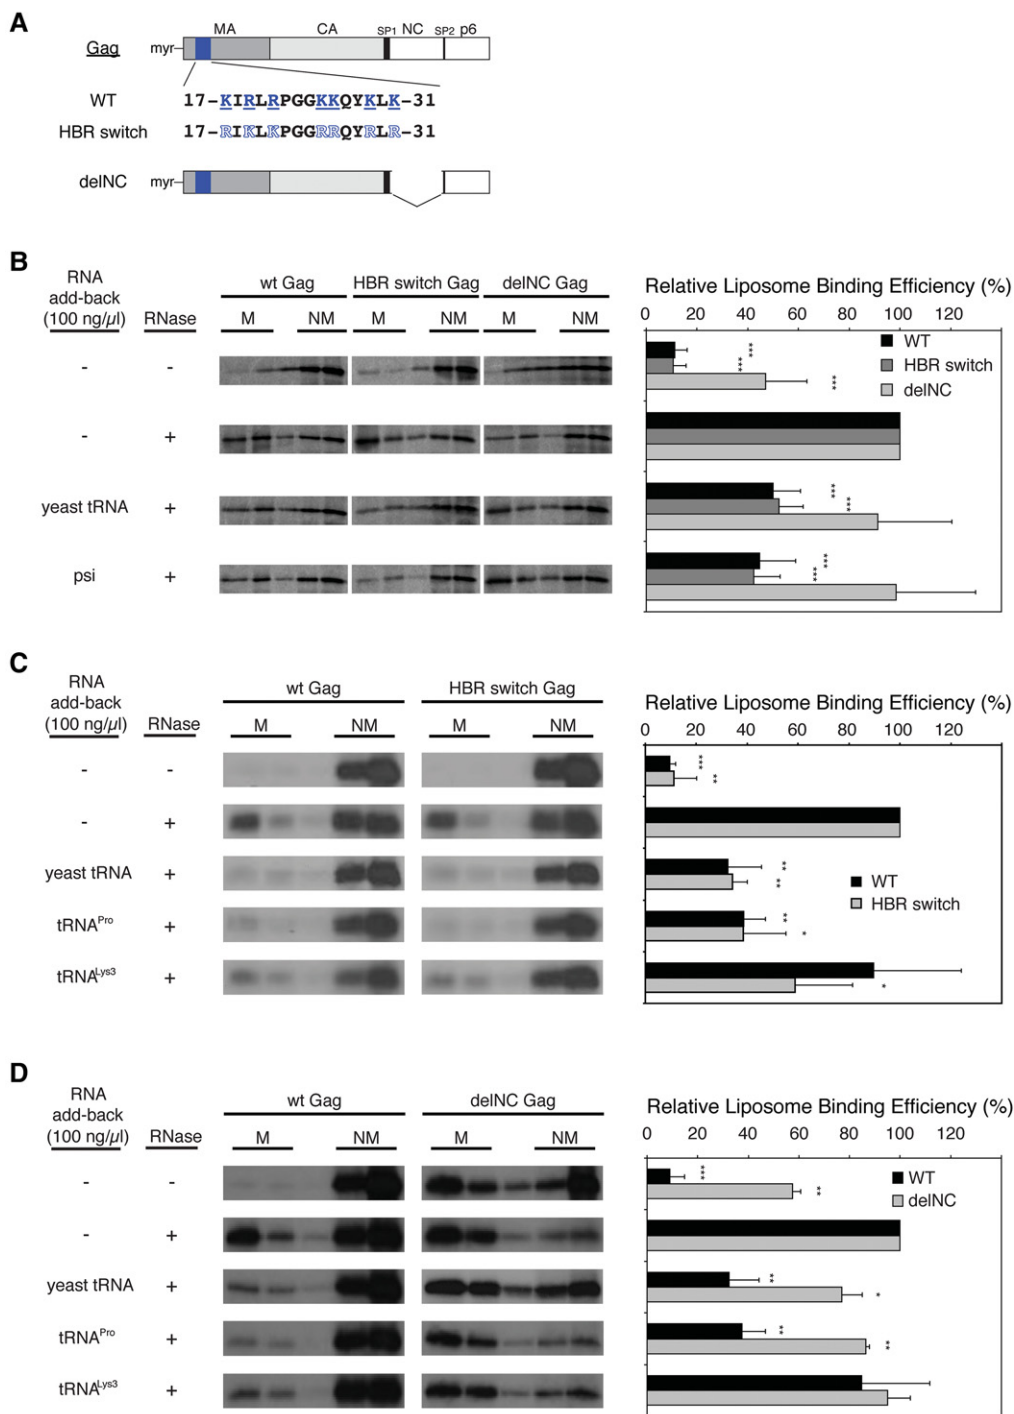 A
MA CA SP1 NC SP2 p6
Gag myr
WT 17-KIRLRPGGKKQYKLK-31
HBR switch 17-RIKLKPGGRRQYRLR-31
delNC myr
B
RNA add-back (100 ng/µl)
RNase
wt Gag HBR switch Gag delNC Gag
M NM M NM M NM
- -
- +
yeast tRNA +
psi +
Relative Liposome Binding Efficiency (%)
0 20 40 60 80 100 120
WT
HBR switch
delNC
***
***
***
***
***
***
***
C
RNA add-back (100 ng/µl)
RNase
wt Gag HBR switch Gag
M NM M NM
- -
- +
yeast tRNA +
tRNAPro +
tRNALys3 +
Relative Liposome Binding Efficiency (%)
0 20 40 60 80 100 120
***
**
**
**
WT
HBR switch
**
*
*
D
RNA add-back (100 ng/µl)
RNase
wt Gag delNC Gag
M NM M NM
- -
- +
yeast tRNA +
tRNAPro +
tRNALys3 +
Relative Liposome Binding Efficiency (%)
0 20 40 60 80 100 120
WT
delNC
***
**
**
*
**
**